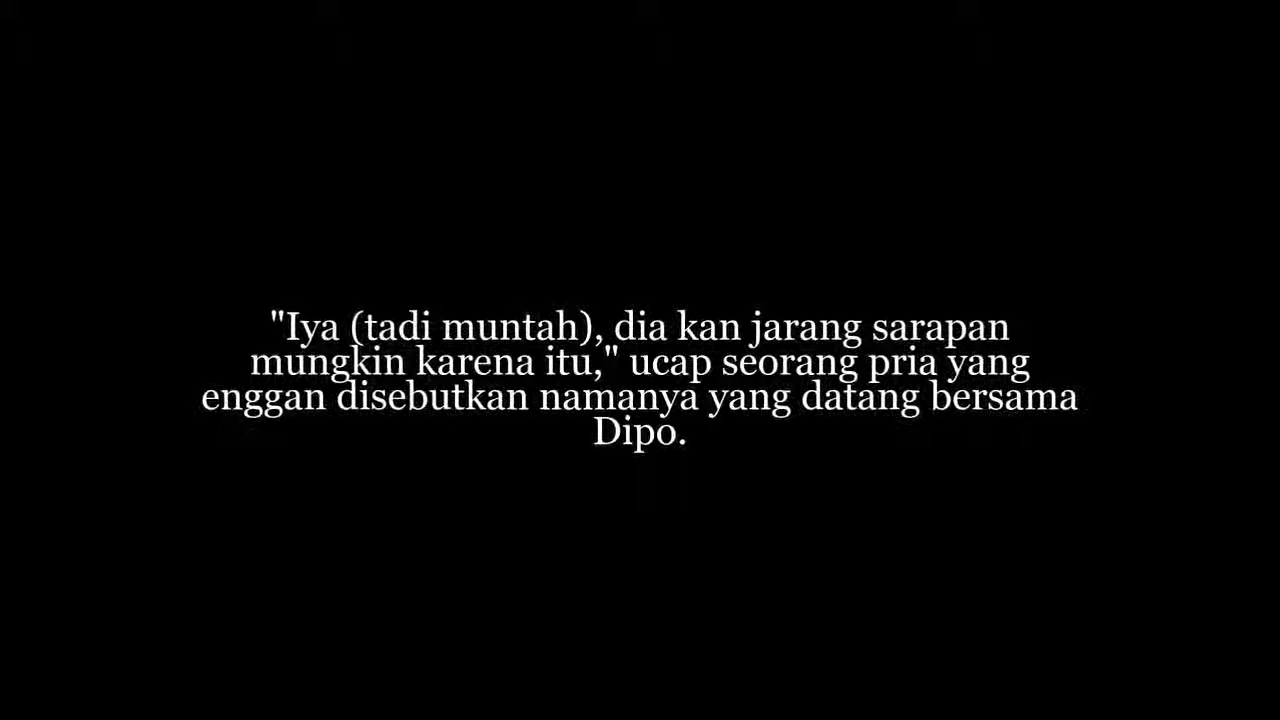 "Iya (tadi muntah), dia kan jarang sarapan
mungkin karena itu," ucap seorang pria yang
enggan disebutkan namanya yang datang bersama
Dipo.